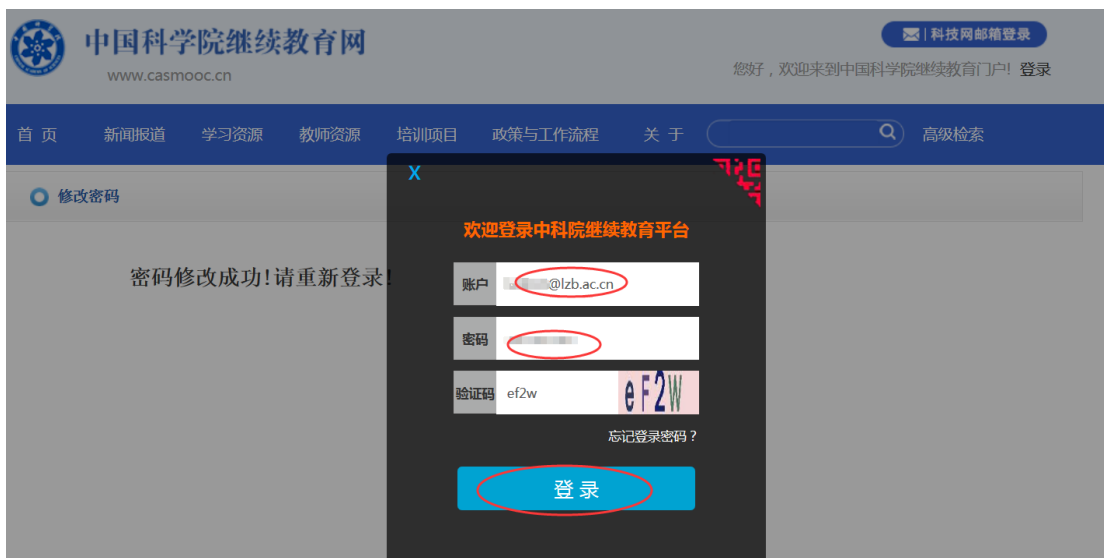 中国科学院继续教育网
www.casmooc.cn
科技网邮箱登录
您好，欢迎来到中国科学院继续教育门户! 登录
首 页 新闻报道 学习资源 教师资源 培训项目 政策与工作流程 关 于 高级检索
修改密码
密码修改成功!请重新登录!
X
欢迎登录中科院继续教育平台
账户 @lzb.ac.cn
密码
验证码 ef2w eF2W
忘记登录密码？
登 录